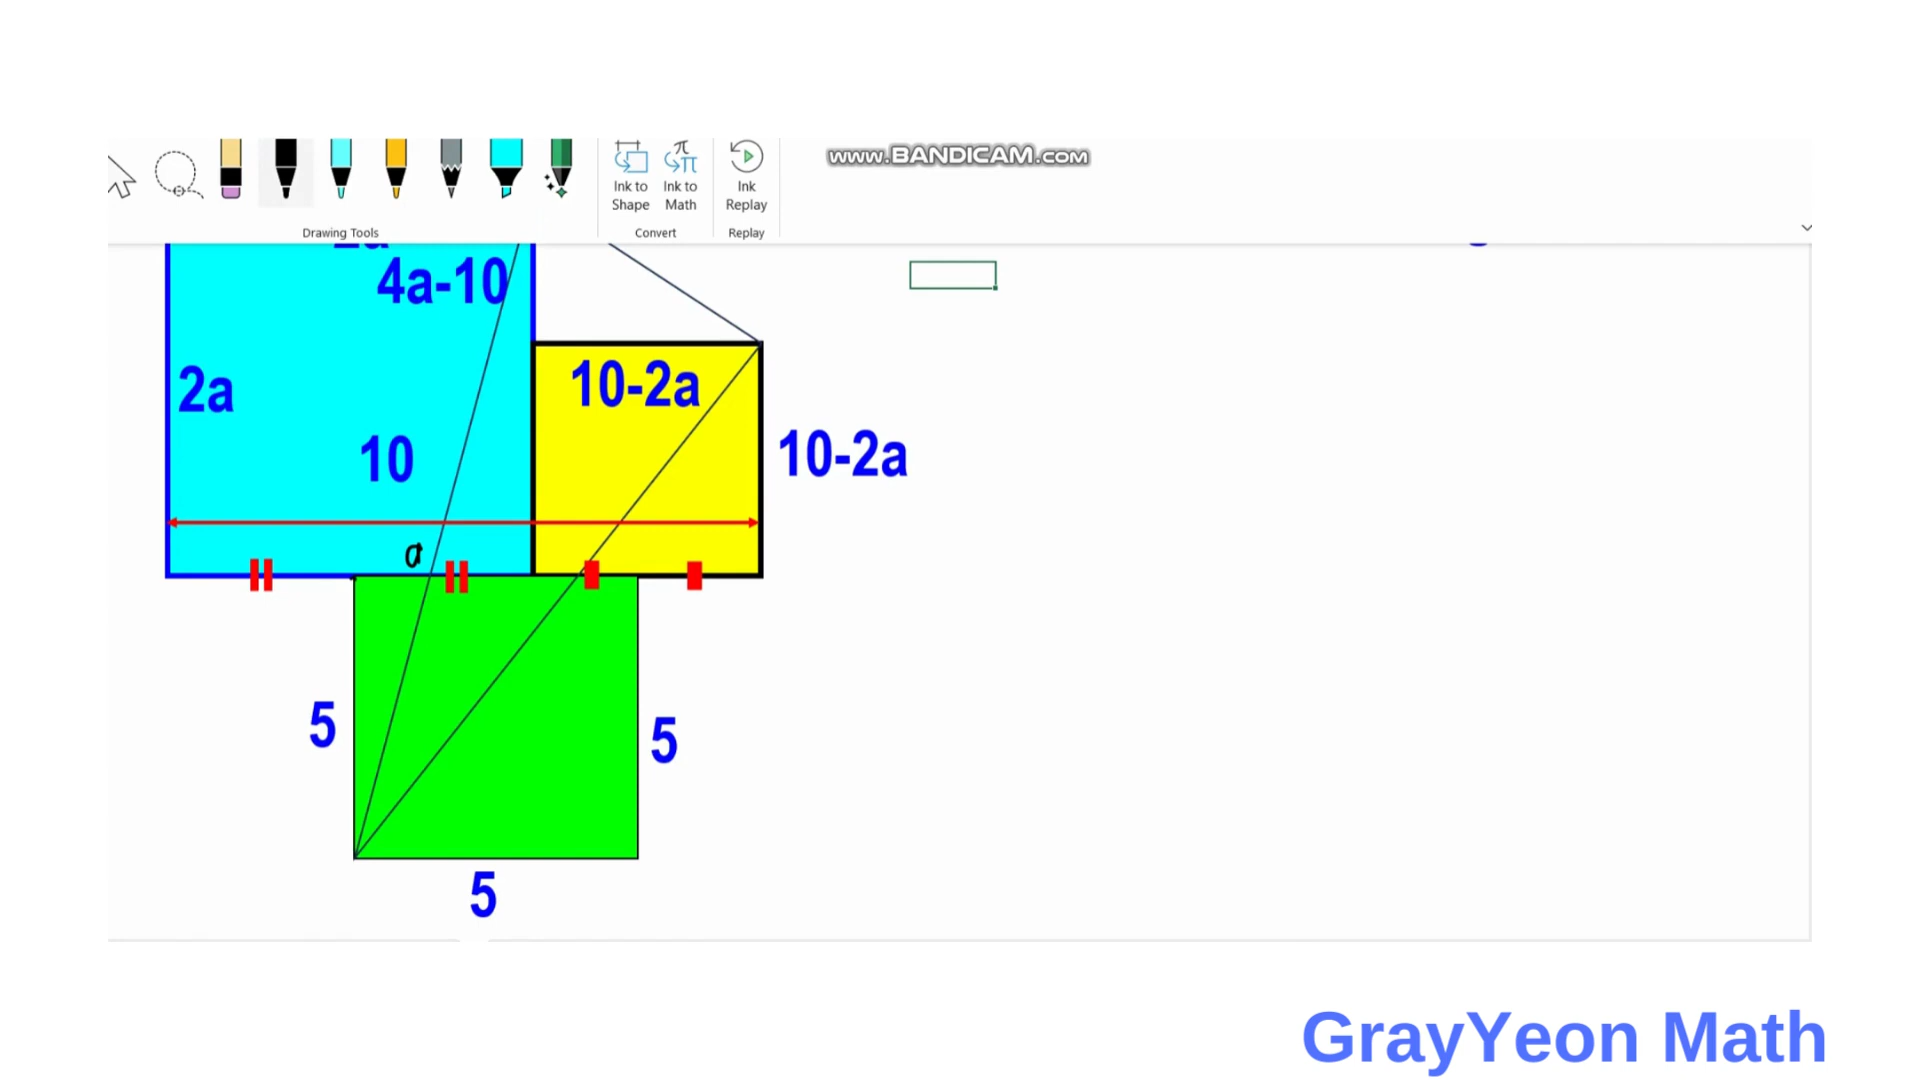 www.BANDICAM.com
Ink to Shape
Ink to Math
Ink Replay
Drawing Tools
Convert
Replay
2a
4a-10
2a
10-2a
10
10-2a
a
5
5
5
GrayYeon Math